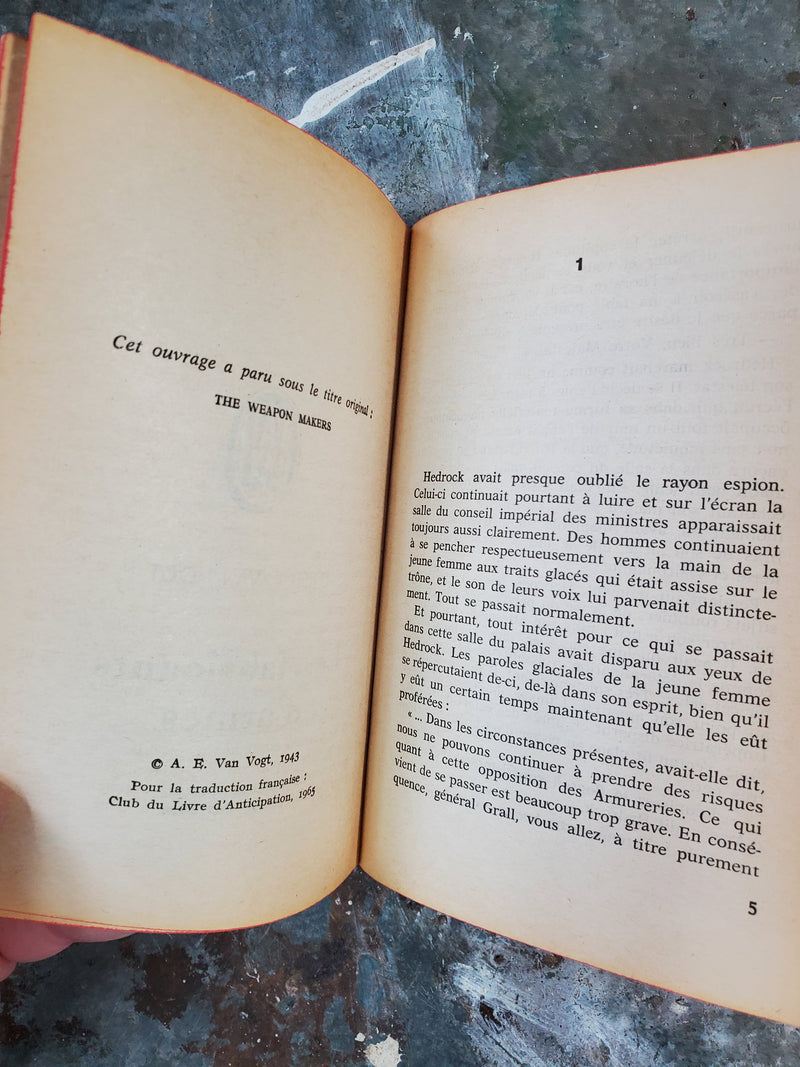 Cet ouvrage a paru sous le titre original :
THE WEAPON MAKERS
© A. E. Van Vogt, 1943
Pour la traduction française :
Club du Livre d'Anticipation, 1965
1
Hedrock avait presque oublié le rayon espion.
Celui-ci continuait pourtant à luire et sur l'écran la
salle du conseil impérial des ministres apparaissait
toujours aussi clairement. Des hommes continuaient
à se pencher respectueusement vers la main de la
jeune femme aux traits glacés qui était assise sur le
trône, et le son de leurs voix lui parvenait distincte-
ment. Tout se passait normalement.
Et pourtant, tout intérêt pour ce qui se passait
dans cette salle du palais avait disparu aux yeux de
Hedrock. Les paroles glaciales de la jeune femme
se répercutaient de-ci, de-là dans son esprit, bien qu'il
y eût un certain temps maintenant qu'elle les eût
proférées :
« ... Dans les circonstances présentes, avait-elle dit,
nous ne pouvons continuer à prendre des risques
quant à cette opposition des Armureries. Ce qui
vient de se passer est beaucoup trop grave. En consé-
quence, général Grall, vous allez, à titre purement
5